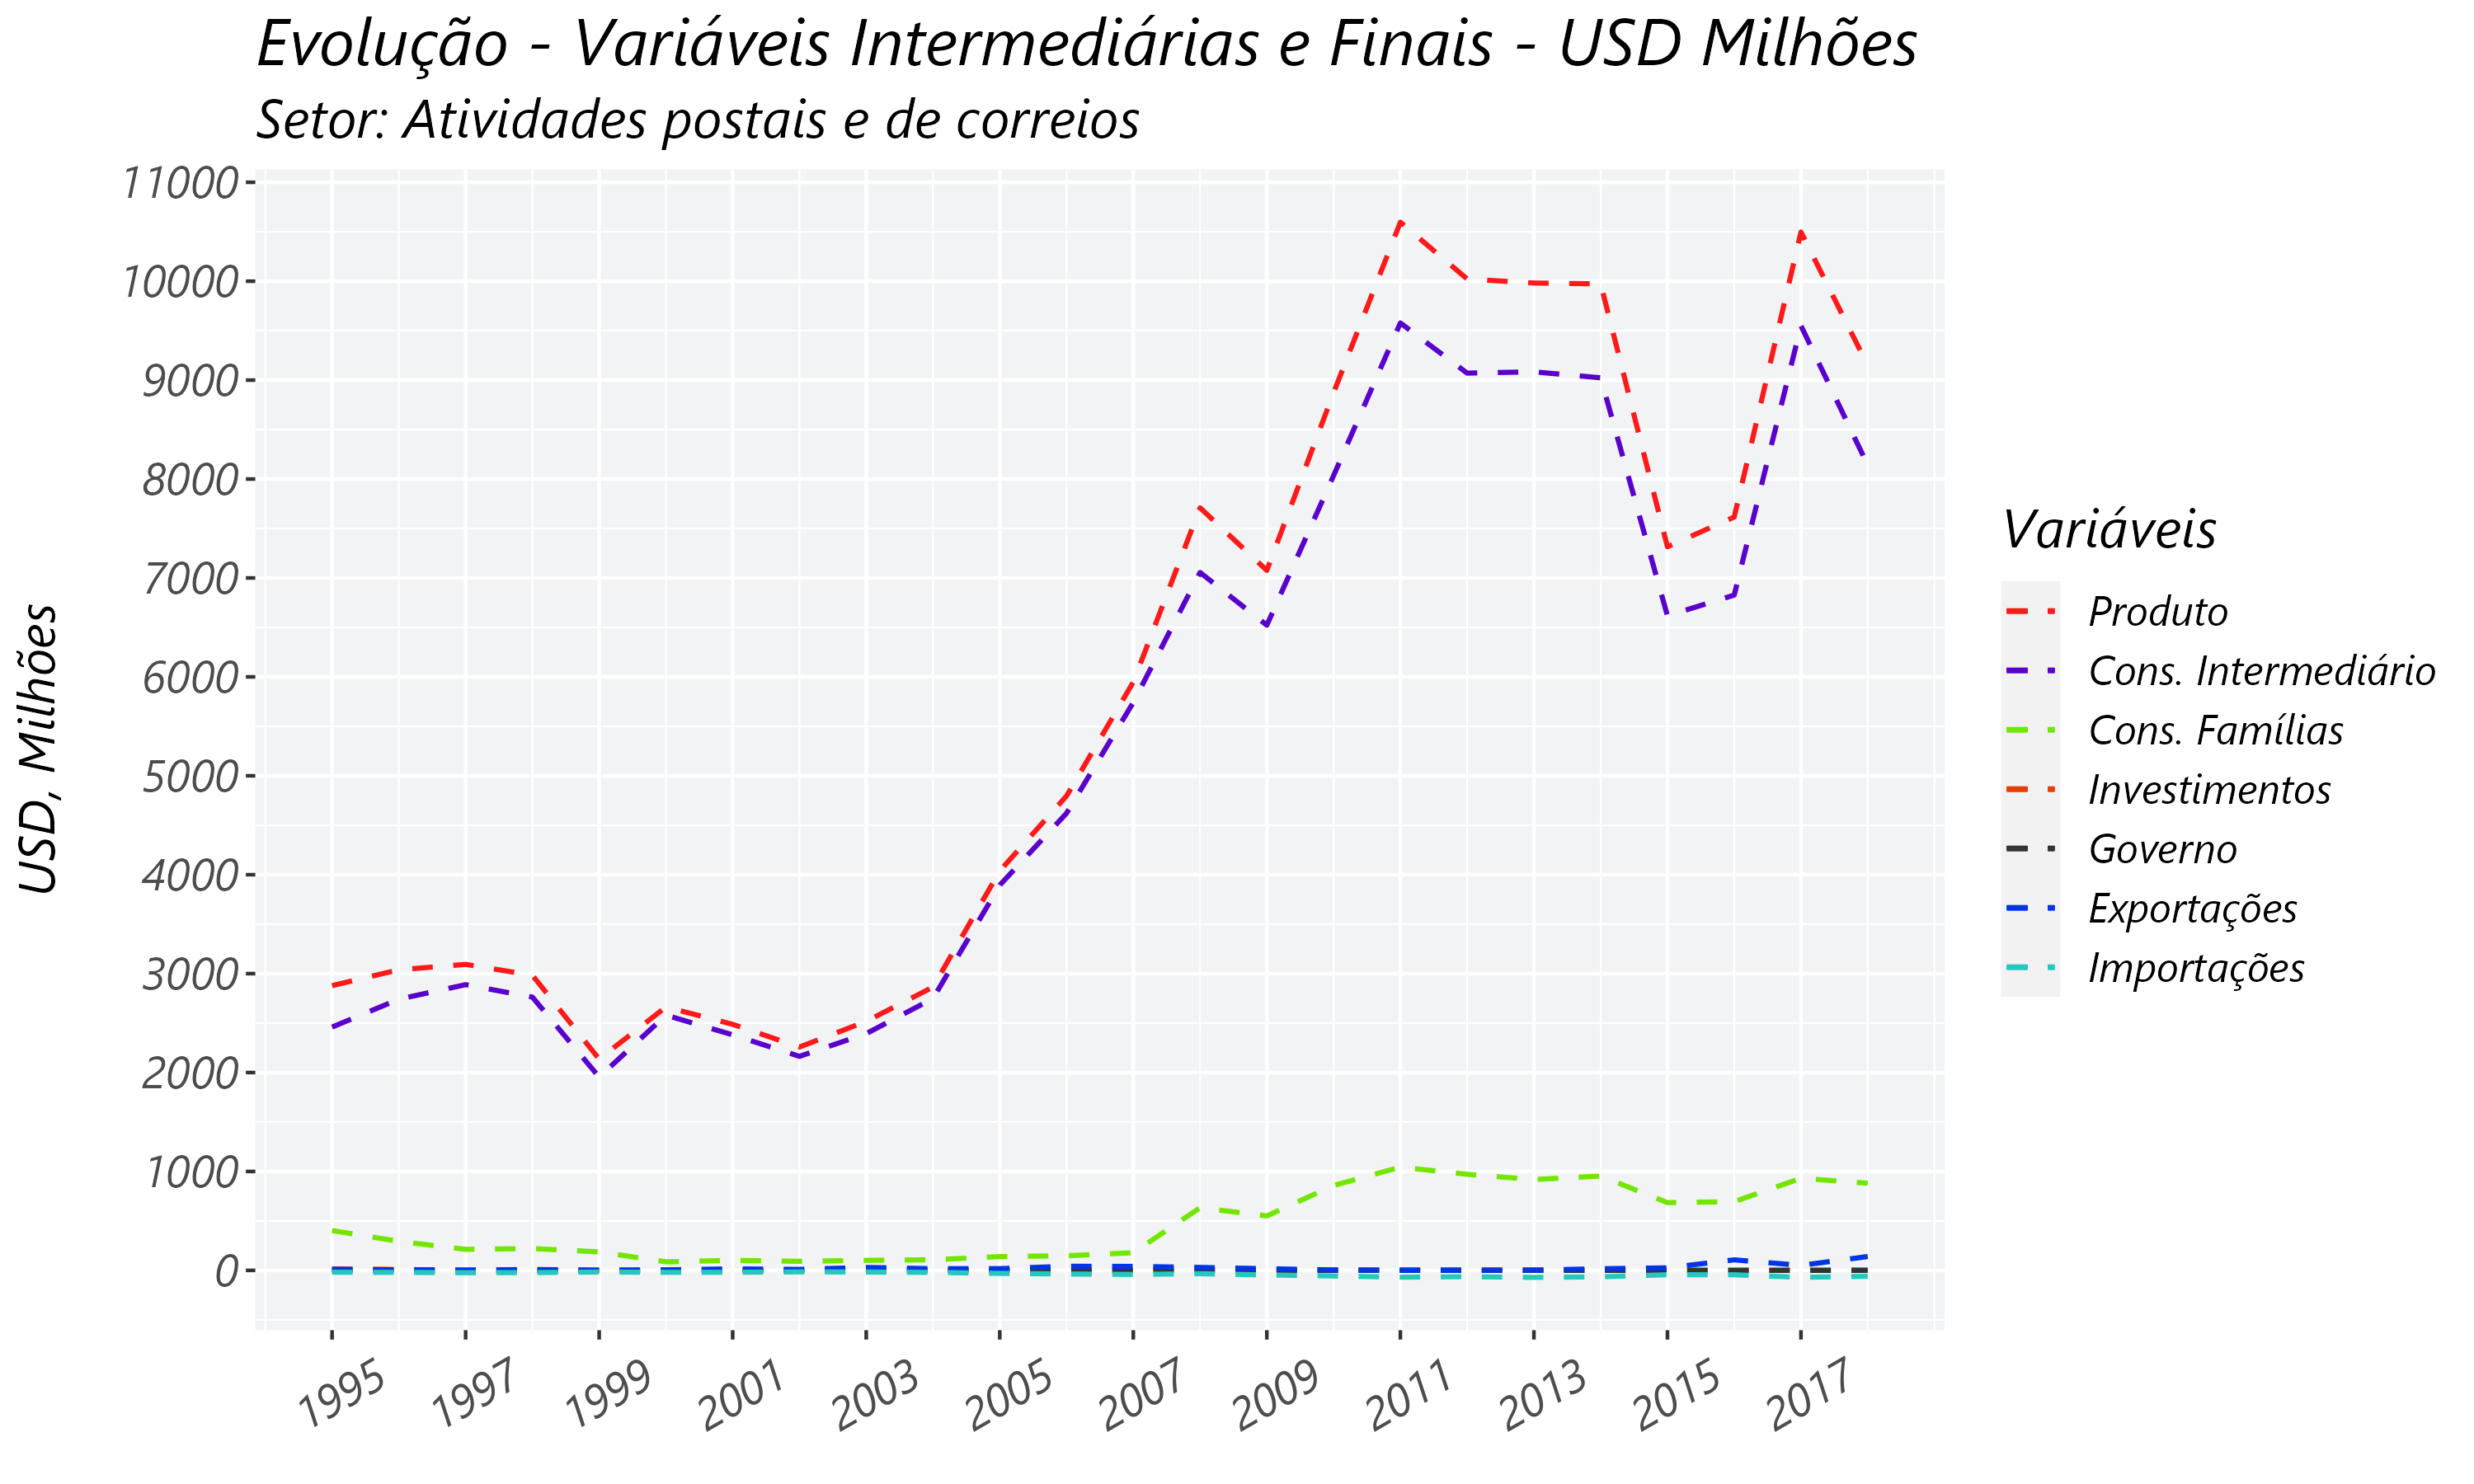 Evolução - Variáveis Intermediárias e Finais - USD Milhões
Setor: Atividades postais e de correios
USD, Milhões
11000
10000
9000
8000
7000
6000
5000
4000
3000
2000
1000
0
1995
1997
1999
2001
2003
2005
2007
2009
2011
2013
2015
2017
Variáveis
Produto
Cons. Intermediário
Cons. Famílias
Investimentos
Governo
Exportações
Importações